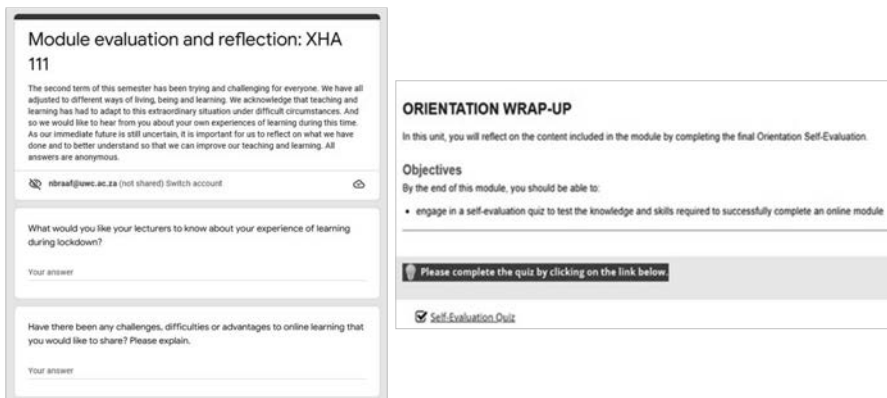 Module evaluation and reflection: XHA
111
The second term of this semester has been trying and challenging for everyone. We have all
adjusted to different ways of living, being and learning. We acknowledge that teaching and
learning has had to adapt to this extraordinary situation under difficult circumstances. And
so we would like to hear from you about your own experiences of learning during this time.
As our immediate future is still uncertain, it is important for us to reflect on what we have
done and to better understand so that we can improve our teaching and learning. All
answers are anonymous.
nbraaf@uwc.ac.za (not shared) Switch account
What would you like your lecturers to know about your experience of learning
during lockdown?
Your answer
Have there been any challenges, difficulties or advantages to online learning that
you would like to share? Please explain.
Your answer
ORIENTATION WRAP-UP
In this unit, you will reflect on the content included in the module by completing the final Orientation Self-Evaluation.
Objectives
By the end of this module, you should be able to:
• engage in a self-evaluation quiz to test the knowledge and skills required to successfully complete an online module
Please complete the quiz by clicking on the link below.
Self-Evaluation Quiz